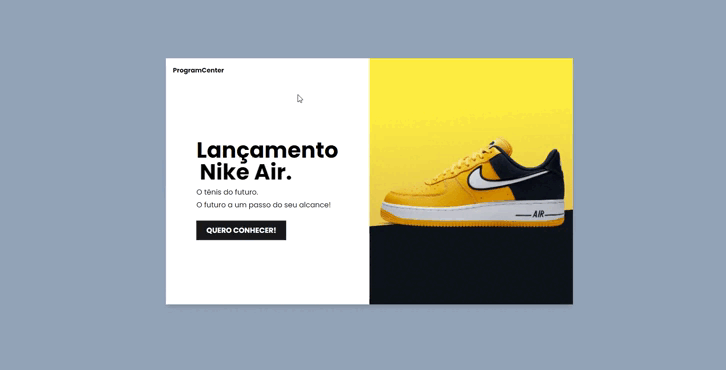 ProgramCenter
Lançamento
Nike Air.
O tênis do futuro.
O futuro a um passo do seu alcance!
QUERO CONHECER!
AIR